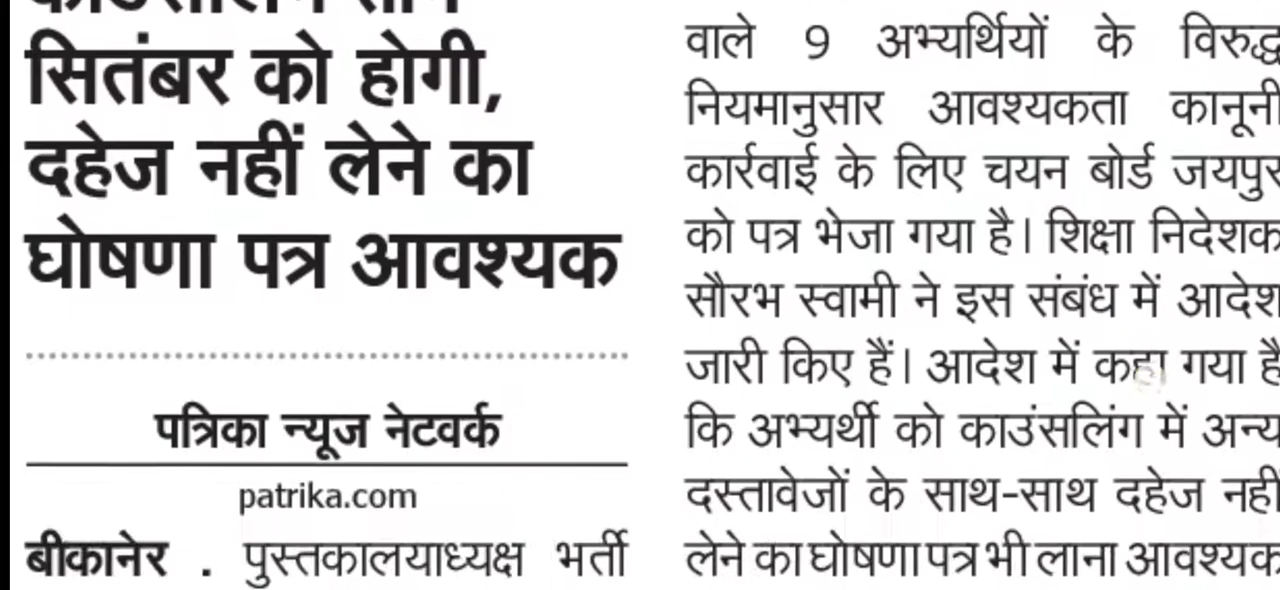 सितंबर को होगी,
दहेज नहीं लेने का
घोषणा पत्र आवश्यक
पत्रिका न्यूज नेटवर्क
patrika.com
बीकानेर . पुस्तकालयाध्यक्ष भर्ती
वाले 9 अभ्यर्थियों के विरुद्ध
नियमानुसार आवश्यकता कानूनी
कार्रवाई के लिए चयन बोर्ड जयपुर
को पत्र भेजा गया है। शिक्षा निदेशक
सौरभ स्वामी ने इस संबंध में आदेश
जारी किए हैं। आदेश में कहा गया है
कि अभ्यर्थी को काउंसलिंग में अन्य
दस्तावेजों के साथ-साथ दहेज नहीं
लेने का घोषणा पत्र भी लाना आवश्यक